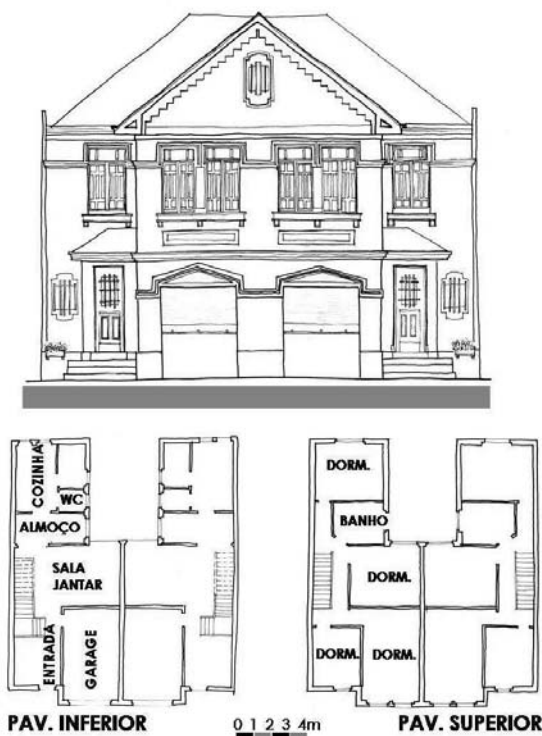 COZINHA
WC
ALMOÇO
SALA
JANTAR
ENTRADA
GARAGE
DORM.
BANHO
DORM.
DORM.
DORM.
PAV. INFERIOR
0 1 2 3 4m
PAV. SUPERIOR